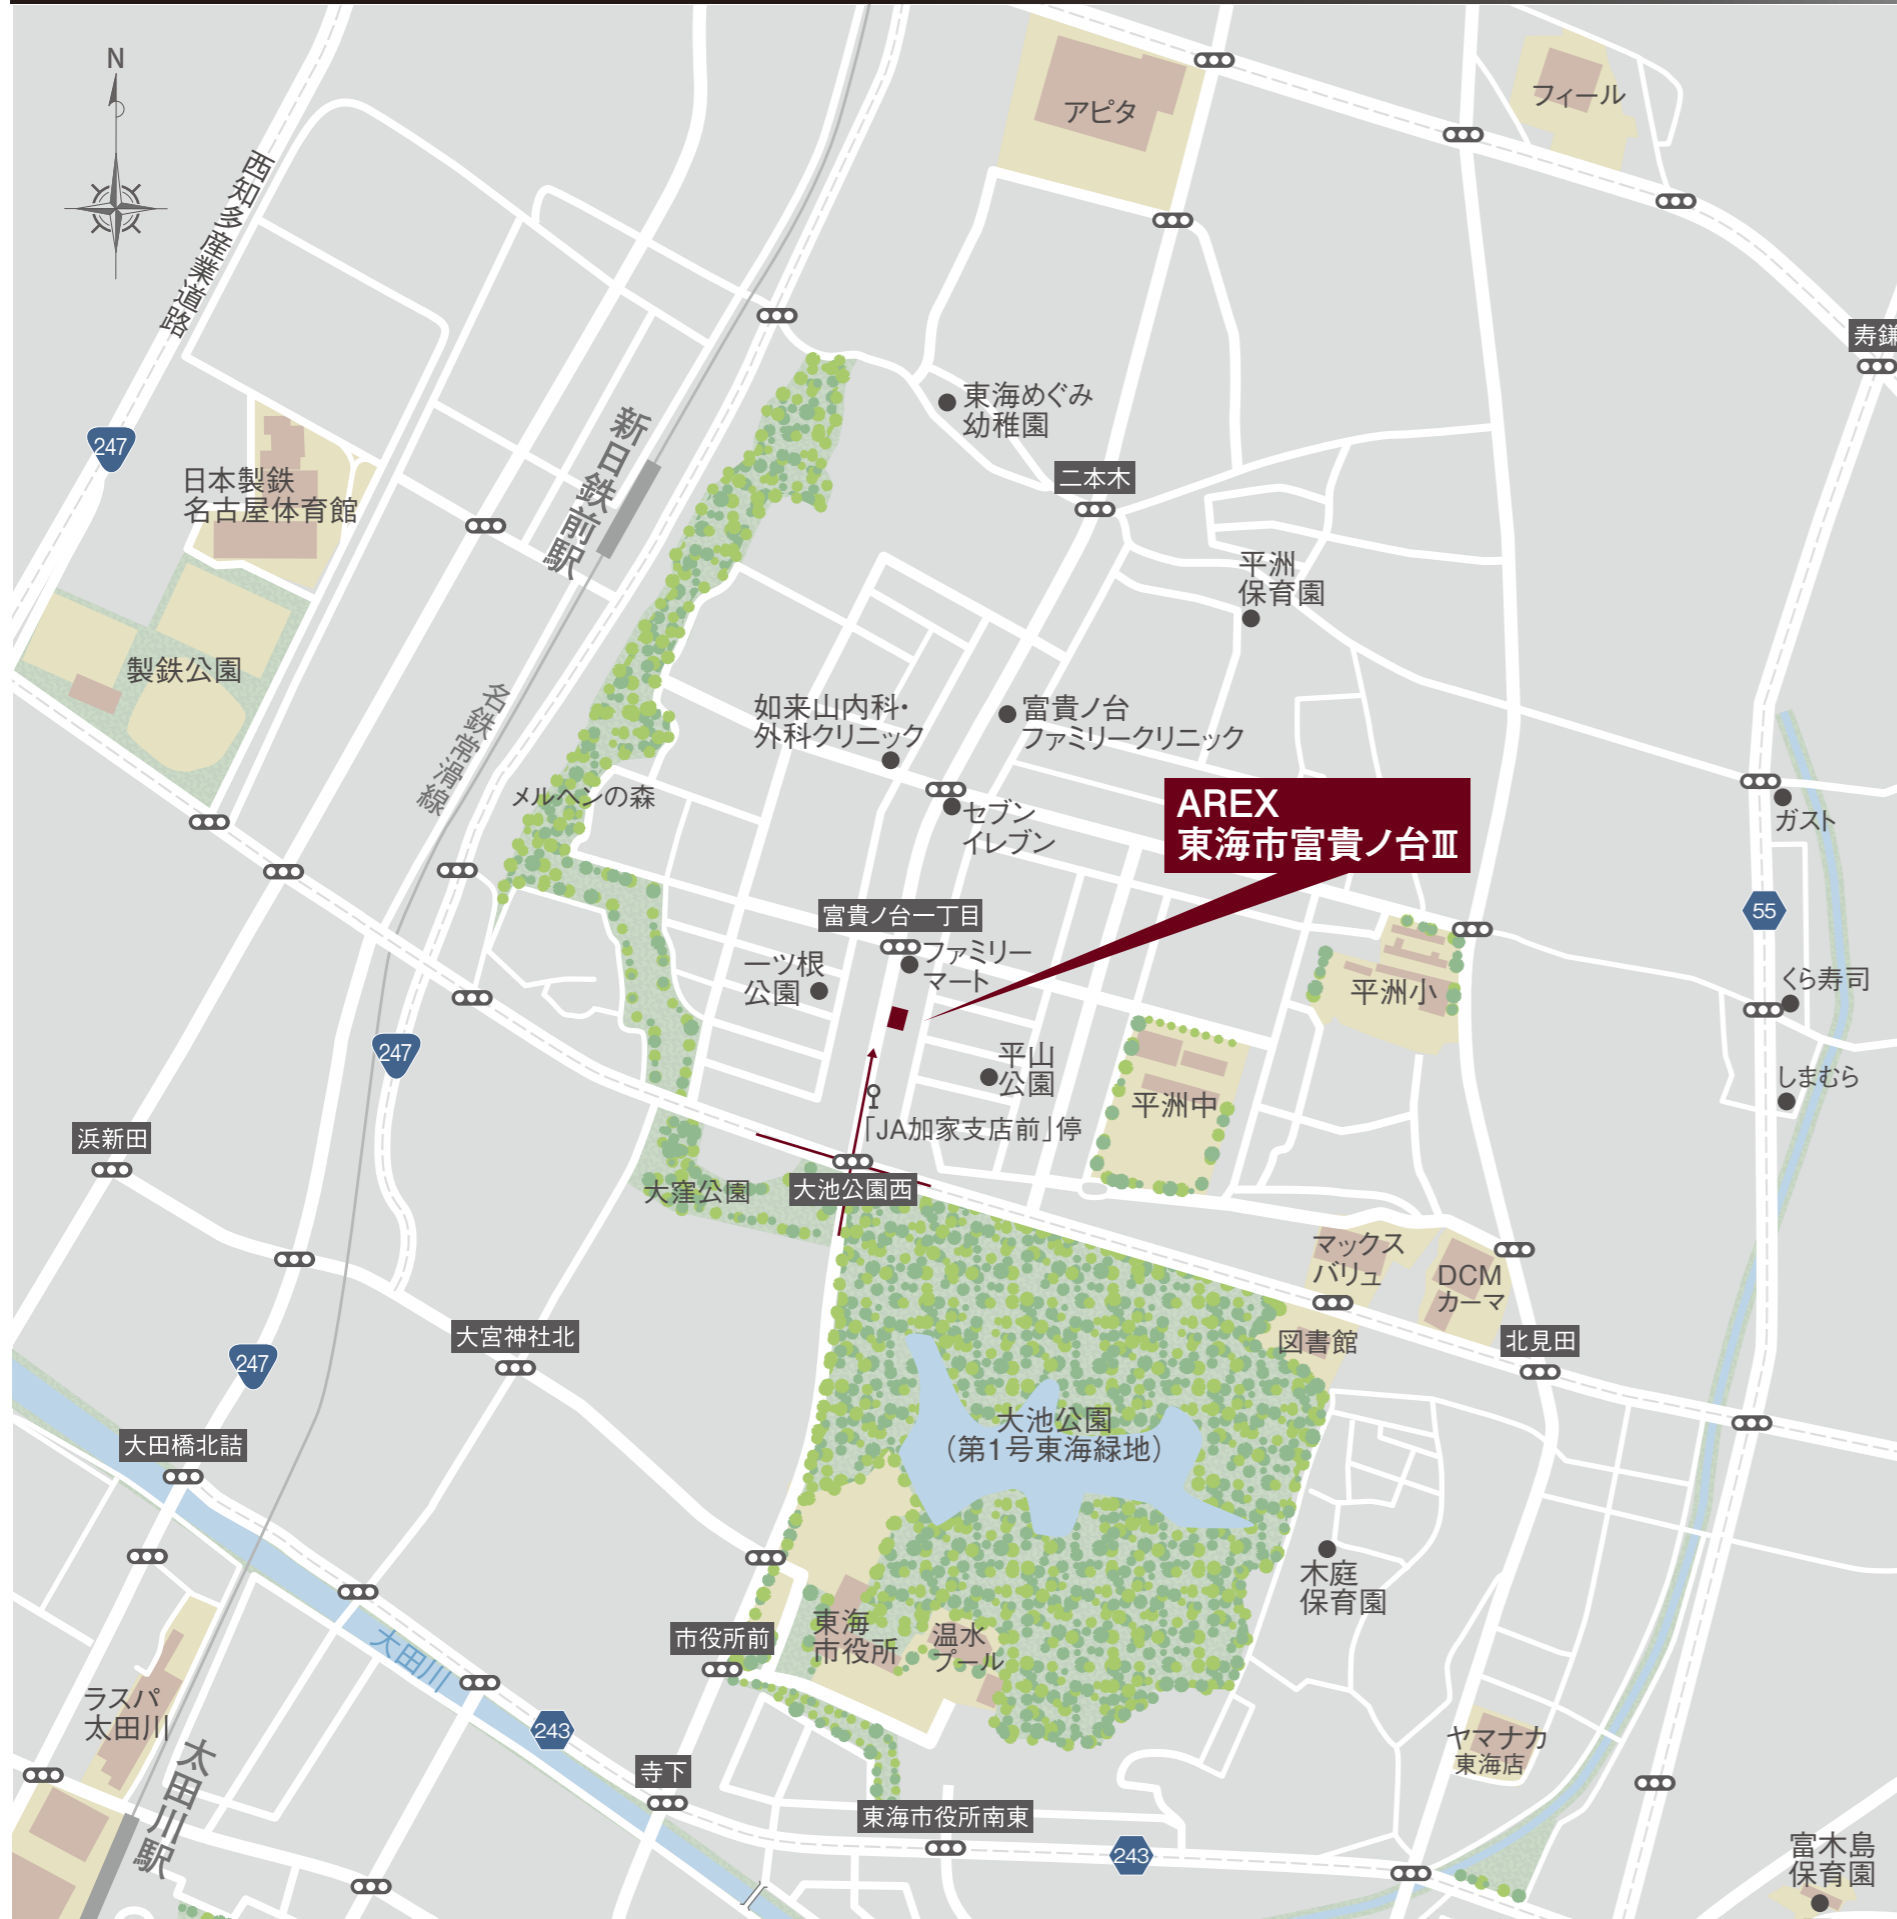 N
アピタ
フィール
西知多産業道路
寿鎌
東海めぐみ
幼稚園
新日鉄前駅
247
日本製鉄
名古屋体育館
二本木
平洲
保育園
製鉄公園
名鉄常滑線
如来山内科・
外科クリニック
富貴ノ台
ファミリークリニック
メルヘンの森
セブン
イレブン
AREX
東海市富貴ノ台Ⅲ
ガスト
55
富貴ノ台一丁目
ファミリー
マート
一ツ根
公園
平洲小
くら寿司
247
平山
公園
平洲中
しまむら
「JA加家支店前」停
浜新田
大窪公園
大池公園西
マックス
バリュ
DCM
カーマ
図書館
北見田
大宮神社北
247
大池公園
（第1号東海緑地）
大田橋北詰
木庭
保育園
東海
市役所
温水
プール
市役所前
大田川
ラスパ
太田川
243
ヤマナカ
東海店
太田川駅
寺下
東海市役所南東
243
富木島
保育園